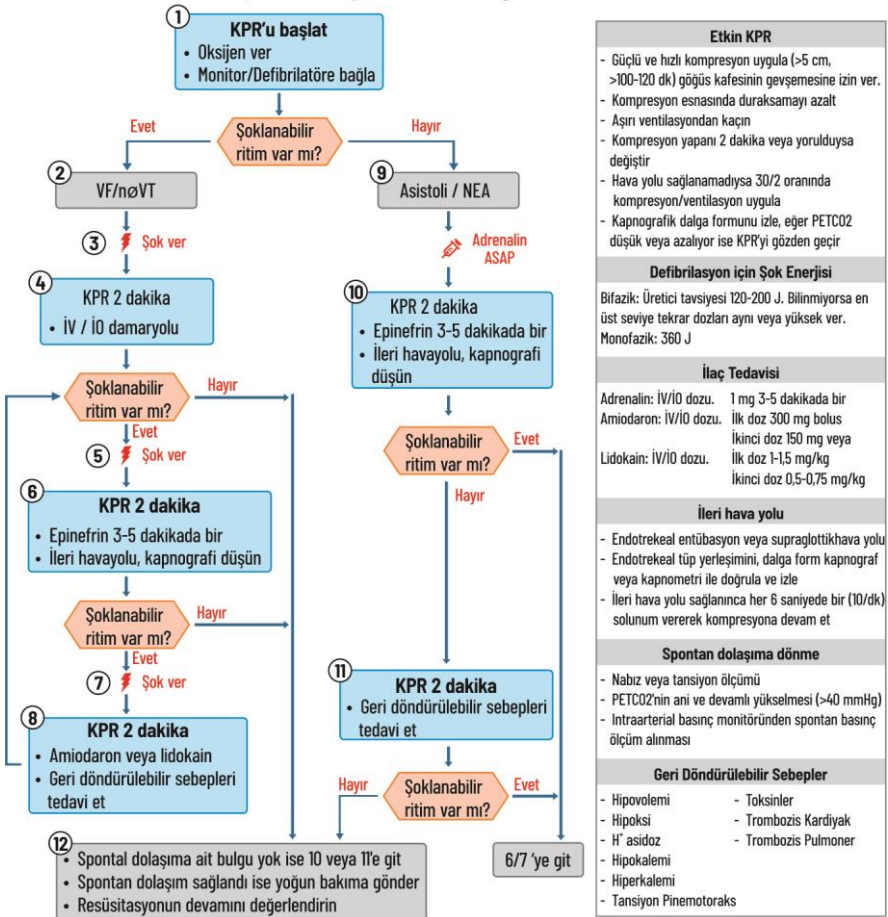 1
KPR'u başlat
• Oksijen ver
• Monitor/Defibrilatöre bağla
Şoklanabilir
ritim var mı?
Evet
Hayır
2
VF/nøVT
3
Şok ver
4
KPR 2 dakika
• İV / İO damaryolu
Şoklanabilir
ritim var mı?
Hayır
Evet
5
Şok ver
6
KPR 2 dakika
• Epinefrin 3-5 dakikada bir
• İleri havayolu, kapnografi düşün
Şoklanabilir
ritim var mı?
Hayır
Evet
7
Şok ver
8
KPR 2 dakika
• Amiodaron veya lidokain
• Geri döndürülebilir sebepleri
tedavi et
9
Asistoli / NEA
Adrenalin
ASAP
10
KPR 2 dakika
• Epinefrin 3-5 dakikada bir
• İleri havayolu, kapnografi
düşün
Şoklanabilir
ritim var mı?
Evet
Hayır
11
KPR 2 dakika
• Geri döndürülebilir sebepleri
tedavi et
Hayır
Şoklanabilir
ritim var mı?
Evet
12
• Spontal dolaşıma ait bulgu yok ise 10 veya 11'e git
• Spontan dolaşım sağlandı ise yoğun bakıma gönder
• Resüsitasyonun devamını değerlendirin
6/7 'ye git
Etkin KPR
- Güçlü ve hızlı kompresyon uygula (>5 cm,
>100-120 dk) göğüs kafesinin gevşemesine izin ver.
- Kompresyon esnasında duraksamayı azalt
- Aşırı ventilasyondan kaçın
- Kompresyon yapanı 2 dakika veya yorulduysa
değiştir
- Hava yolu sağlanamadıysa 30/2 oranında
kompresyon/ventilasyon uygula
- Kapnografik dalga formunu izle, eğer PETCO2
düşük veya azalıyor ise KPR'yi gözden geçir
Defibrilasyon için Şok Enerjisi
Bifazik: Üretici tavsiyesi 120-200 J. Bilinmiyorsa en
üst seviye tekrar dozları aynı veya yüksek ver.
Monofazik: 360 J
İlaç Tedavisi
Adrenalin: İV/İO dozu. 1 mg 3-5 dakikada bir
Amiodaron: İV/İO dozu. İlk doz 300 mg bolus
İkinci doz 150 mg veya
Lidokain: İV/İO dozu. İlk doz 1-1,5 mg/kg
İkinci doz 0,5-0,75 mg/kg
İleri hava yolu
- Endotrekeal entübasyon veya supraglottikhava yolu
- Endotrekeal tüp yerleşimini, dalga form kapnograf
veya kapnometri ile doğrula ve izle
- İleri hava yolu sağlanınca her 6 saniyede bir (10/dk)
solunum vererek kompresyona devam et
Spontan dolaşıma dönme
- Nabız veya tansiyon ölçümü
- PETCO2'nin ani ve devamlı yükselmesi (>40 mmHg)
- Intraarterial basınç monitöründen spontan basınç
ölçüm alınması
Geri Döndürülebilir Sebepler
- Hipovolemi
- Hipoksi
- H⁺ asidoz
- Hipokalemi
- Hiperkalemi
- Tansiyon Pinemotoraks
- Toksinler
- Trombozis Kardiyak
- Trombozis Pulmoner